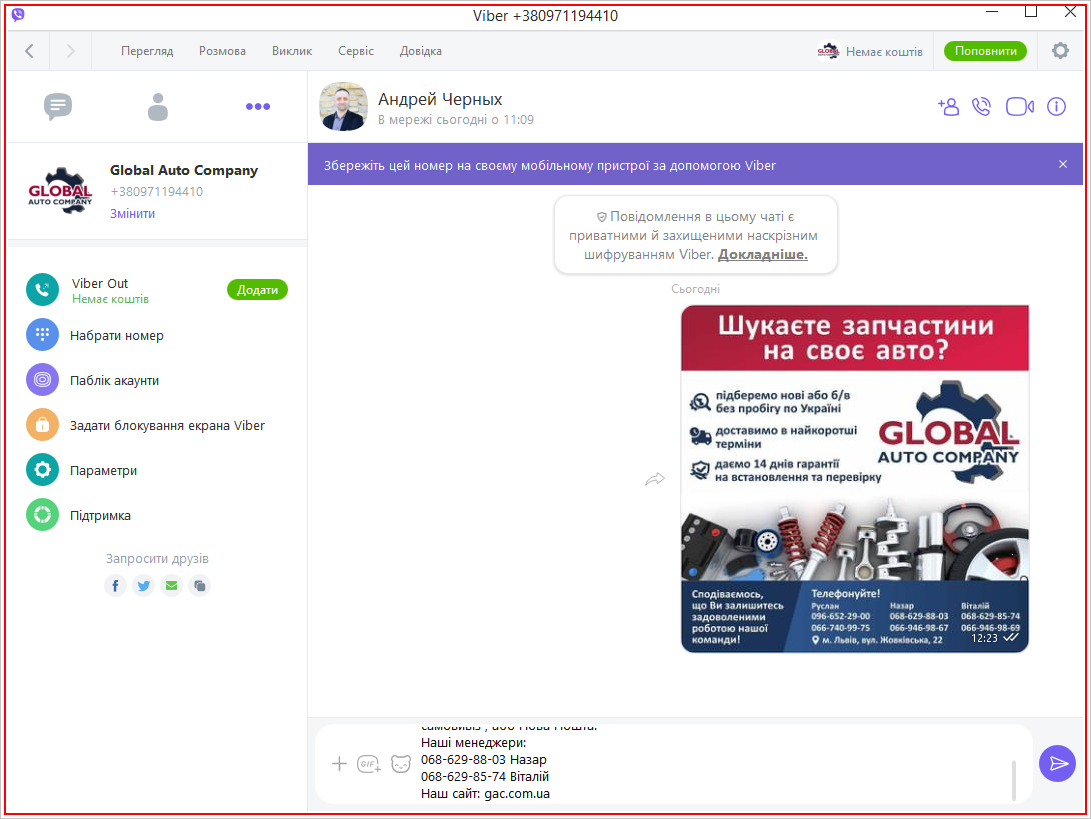 Viber +380971194410
Перегляд Розмова Виклик Сервіс Довідка
GLOBAL
Немає коштів
Поповнити
Андрей Черных
В мережі сьогодні о 11:09
Global Auto Company
+380971194410
Змінити
GLOBAL
AUTO COMPANY
Збережіть цей номер на своєму мобільному пристрої за допомогою Viber
Viber Out
Немає коштів
Додати
Набрати номер
Паблік акаунти
Задати блокування екрана Viber
Параметри
Підтримка
Запросити друзів
Повідомлення в цьому чаті є
приватними й захищеними наскрізним
шифруванням Viber. Докладніше.
Сьогодні
Шукаєте запчастини
на своє авто?
підберемо нові або б/в
без пробігу по Україні
доставимо в найкоротші
терміни
даємо 14 днів гарантії
на встановлення та перевірку
GLOBAL
AUTO COMPANY
Сподіваємось,
що Ви залишитесь
задоволеними
роботою нашої
команди!
Телефонуйте!
Руслан Назар Віталій
096-652-29-00 068-629-88-03 068-629-85-74
066-740-99-75 066-946-98-67 066-946-98-69
м. Львів, вул. Жовківська, 22
12:23
самовивіз , або Нова Пошта.
Наші менеджери:
GIF
068-629-88-03 Назар
068-629-85-74 Віталій
Наш сайт: gac.com.ua